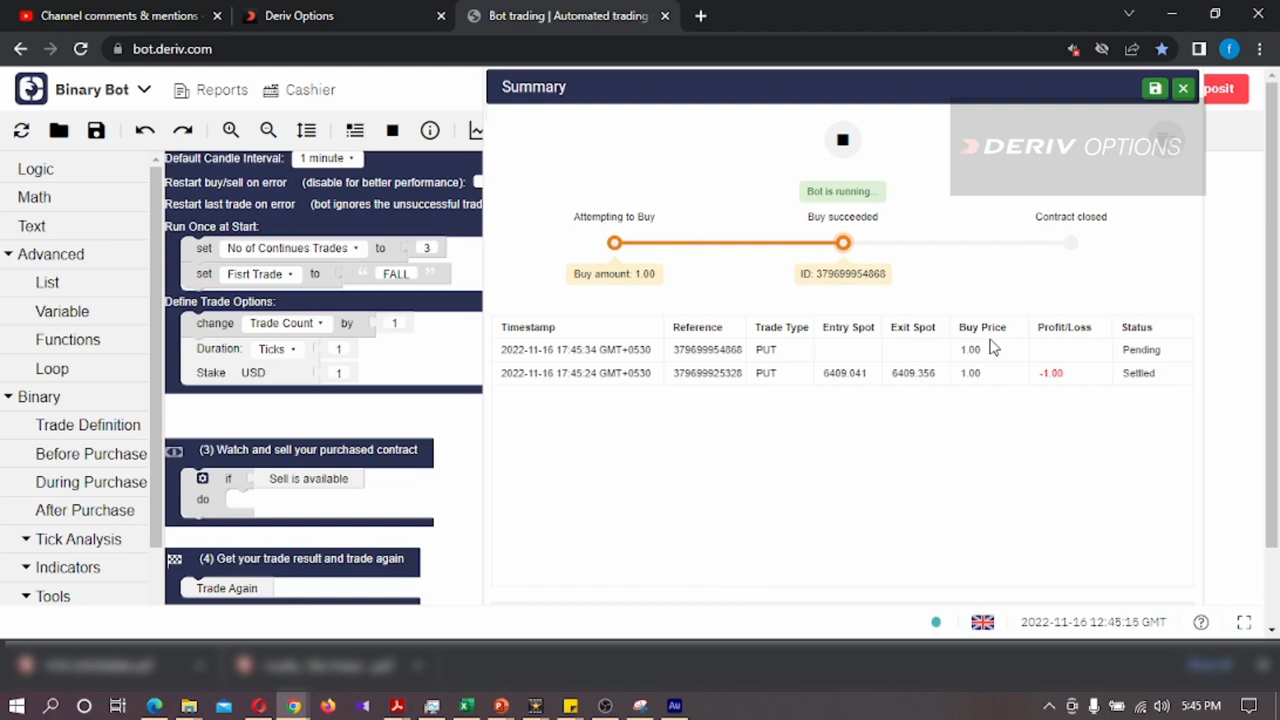 Channel comments & mentions
Deriv Options
Bot trading | Automated trading
bot.deriv.com
f
Binary Bot
Reports
Cashier
Summary
posit
DERIV OPTIONS
Logic
Math
Text
Advanced
List
Variable
Functions
Loop
Binary
Trade Definition
Before Purchase
During Purchase
After Purchase
Tick Analysis
Indicators
Tools
Default Candle Interval: 1 minute
Restart buy/sell on error (disable for better performance):
Restart last trade on error (bot ignores the unsuccessful trad
Run Once at Start:
set No of Continues Trades to 3
set Fisrt Trade to “ FALL ”
Define Trade Options:
change Trade Count by 1
Duration: Ticks 1
Stake USD 1
(3) Watch and sell your purchased contract
if Sell is available
do
(4) Get your trade result and trade again
Trade Again
Bot is running...
Attempting to Buy Buy succeeded Contract closed
Buy amount: 1.00 ID: 379699954868
Timestamp Reference Trade Type Entry Spot Exit Spot Buy Price Profit/Loss Status
2022-11-16 17:45:34 GMT+0530 379699954868 PUT 1.00 Pending
2022-11-16 17:45:24 GMT+0530 379699925328 PUT 6409.041 6409.356 1.00 -1.00 Settled
2022-11-16 12:45:15 GMT
5:45 PM